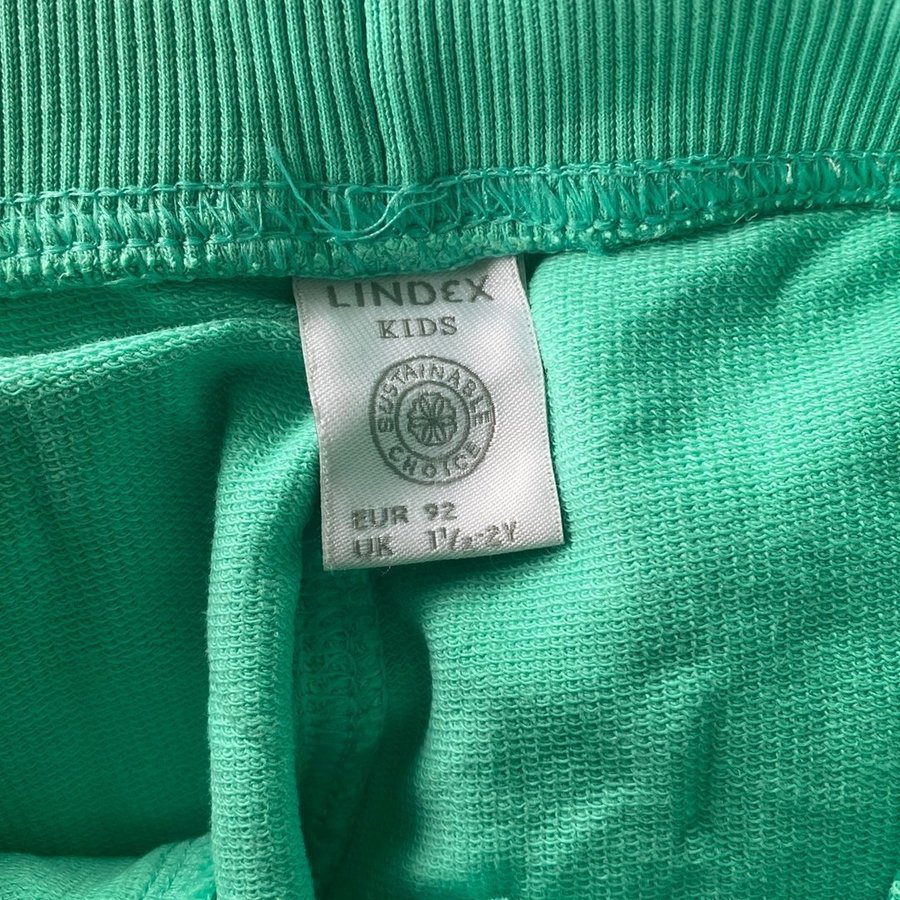 LINDEX
KIDS
SUSTAINABLE
CHOICE
EUR 92
UK 1½-2Y